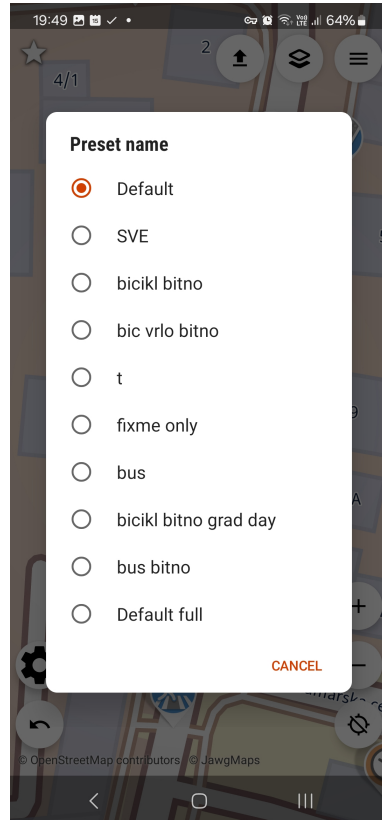 19:49
64%
2
4/1
Preset name
Default
SVE
bicikl bitno
bic vrlo bitno
t
fixme only
bus
bicikl bitno grad day
bus bitno
Default full
CANCEL
9
A
© OpenStreetMap contributors © JawgMaps